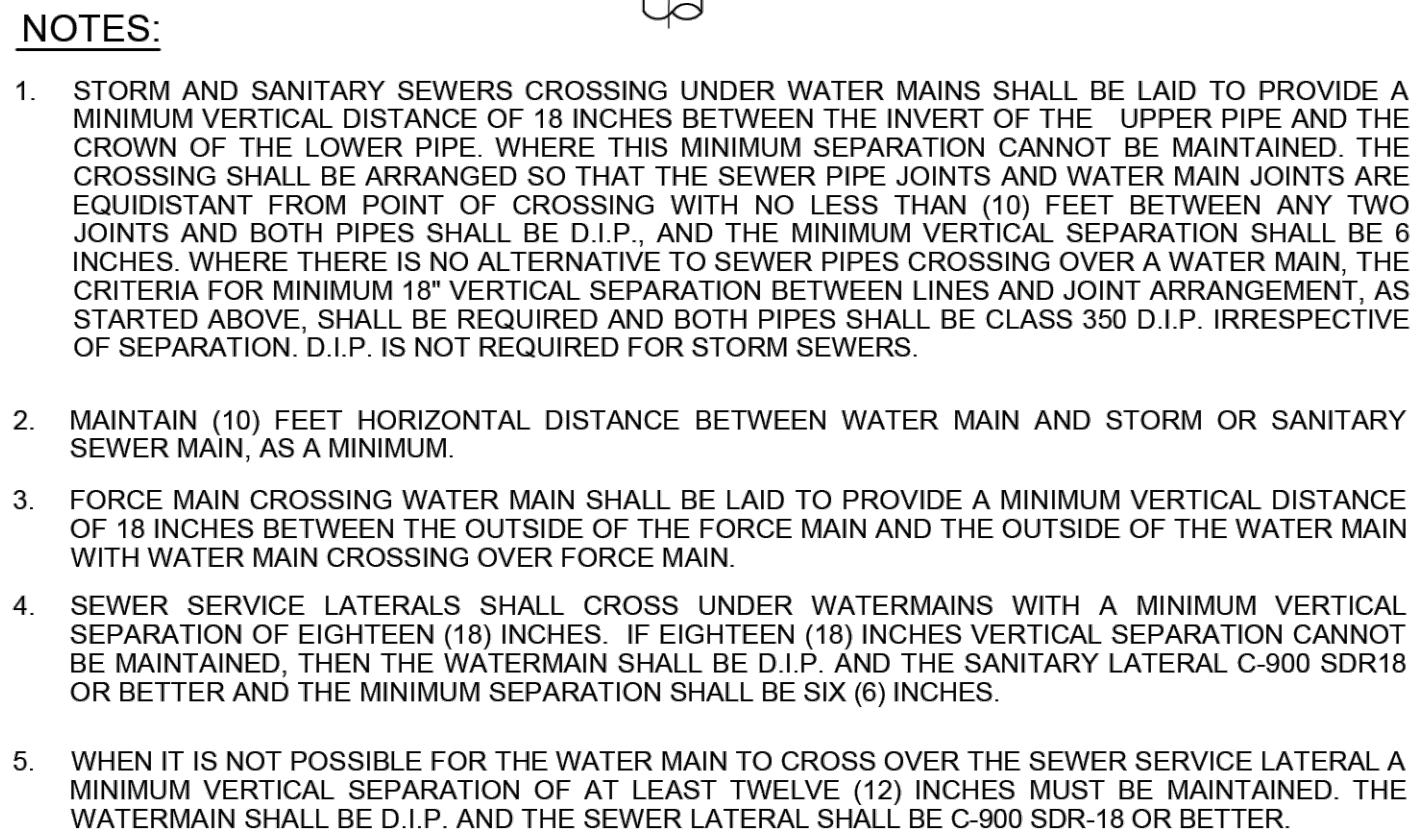 NOTES:
1. STORM AND SANITARY SEWERS CROSSING UNDER WATER MAINS SHALL BE LAID TO PROVIDE A
MINIMUM VERTICAL DISTANCE OF 18 INCHES BETWEEN THE INVERT OF THE UPPER PIPE AND THE
CROWN OF THE LOWER PIPE. WHERE THIS MINIMUM SEPARATION CANNOT BE MAINTAINED. THE
CROSSING SHALL BE ARRANGED SO THAT THE SEWER PIPE JOINTS AND WATER MAIN JOINTS ARE
EQUIDISTANT FROM POINT OF CROSSING WITH NO LESS THAN (10) FEET BETWEEN ANY TWO
JOINTS AND BOTH PIPES SHALL BE D.I.P., AND THE MINIMUM VERTICAL SEPARATION SHALL BE 6
INCHES. WHERE THERE IS NO ALTERNATIVE TO SEWER PIPES CROSSING OVER A WATER MAIN, THE
CRITERIA FOR MINIMUM 18" VERTICAL SEPARATION BETWEEN LINES AND JOINT ARRANGEMENT, AS
STARTED ABOVE, SHALL BE REQUIRED AND BOTH PIPES SHALL BE CLASS 350 D.I.P. IRRESPECTIVE
OF SEPARATION. D.I.P. IS NOT REQUIRED FOR STORM SEWERS.
2. MAINTAIN (10) FEET HORIZONTAL DISTANCE BETWEEN WATER MAIN AND STORM OR SANITARY
SEWER MAIN, AS A MINIMUM.
3. FORCE MAIN CROSSING WATER MAIN SHALL BE LAID TO PROVIDE A MINIMUM VERTICAL DISTANCE
OF 18 INCHES BETWEEN THE OUTSIDE OF THE FORCE MAIN AND THE OUTSIDE OF THE WATER MAIN
WITH WATER MAIN CROSSING OVER FORCE MAIN.
4. SEWER SERVICE LATERALS SHALL CROSS UNDER WATERMAINS WITH A MINIMUM VERTICAL
SEPARATION OF EIGHTEEN (18) INCHES. IF EIGHTEEN (18) INCHES VERTICAL SEPARATION CANNOT
BE MAINTAINED, THEN THE WATERMAIN SHALL BE D.I.P. AND THE SANITARY LATERAL C-900 SDR18
OR BETTER AND THE MINIMUM SEPARATION SHALL BE SIX (6) INCHES.
5. WHEN IT IS NOT POSSIBLE FOR THE WATER MAIN TO CROSS OVER THE SEWER SERVICE LATERAL A
MINIMUM VERTICAL SEPARATION OF AT LEAST TWELVE (12) INCHES MUST BE MAINTAINED. THE
WATERMAIN SHALL BE D.I.P. AND THE SEWER LATERAL SHALL BE C-900 SDR-18 OR BETTER.